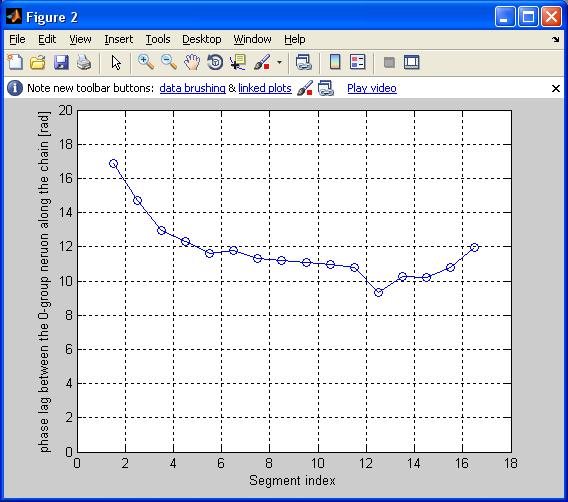 Figure 2
File Edit View Insert Tools Desktop Window Help
Note new toolbar buttons: data brushing & linked plots Play video
phase lag between the 0-group neruon along the chain [rad]
20
18
16
14
12
10
8
6
4
2
0
0 2 4 6 8 10 12 14 16 18
Segment index